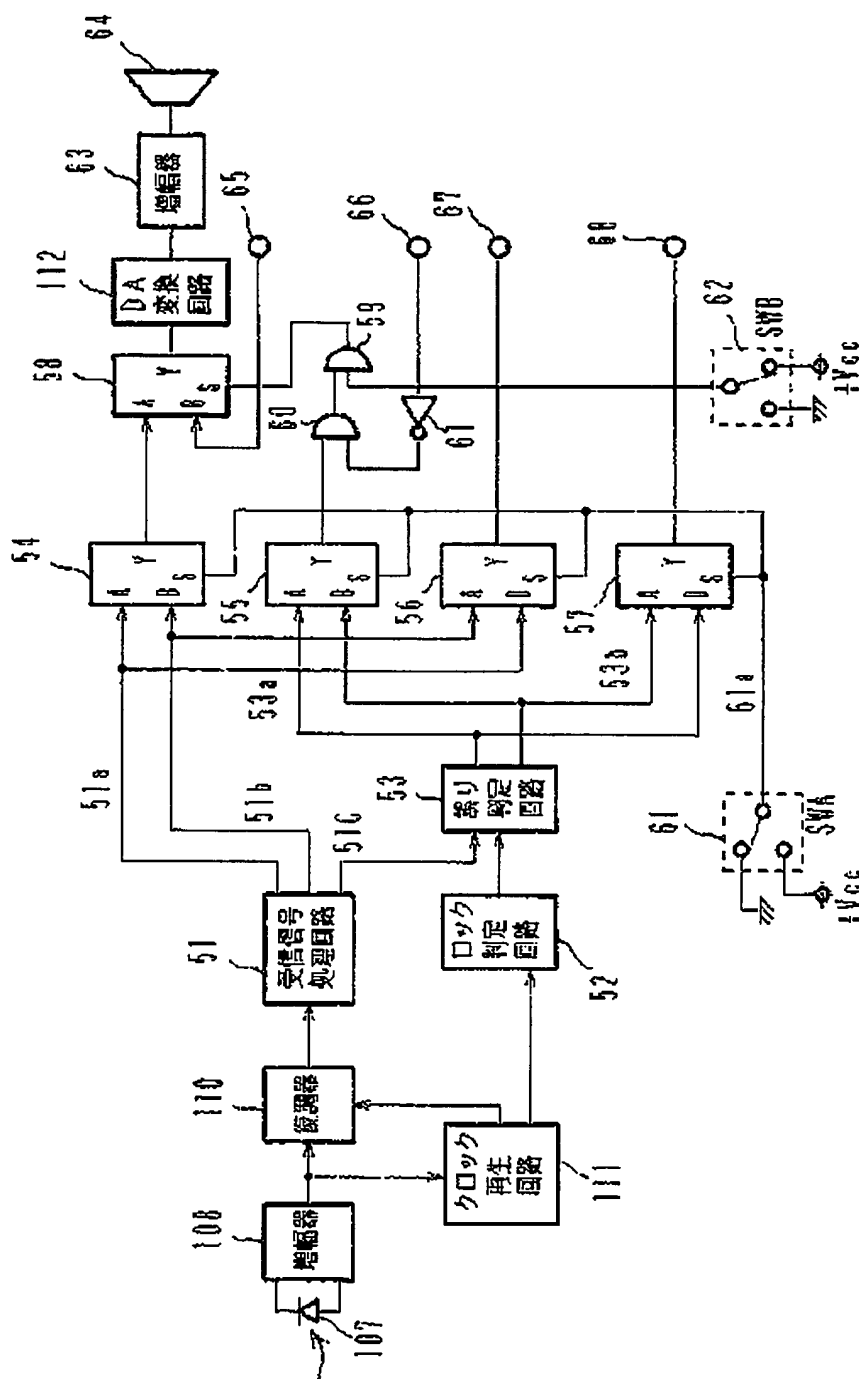 107
108
増幅器
110
復調器
111
クロック
再生
回路
51
受信信号
処理回路
52
ロック
判定
回路
51a
51b
51C
53
誤り
判定
回路
53a
53b
54
A
B
Y
S
55
A
B
Y
S
56
A
D
Y
S
57
A
D
Y
S
61
SWA
+Vcc
61a
58
A
B
Y
S
112
DA
変換
回路
63
増幅器
64
65
59
60
61
66
67
68
62
SWB
+Vcc